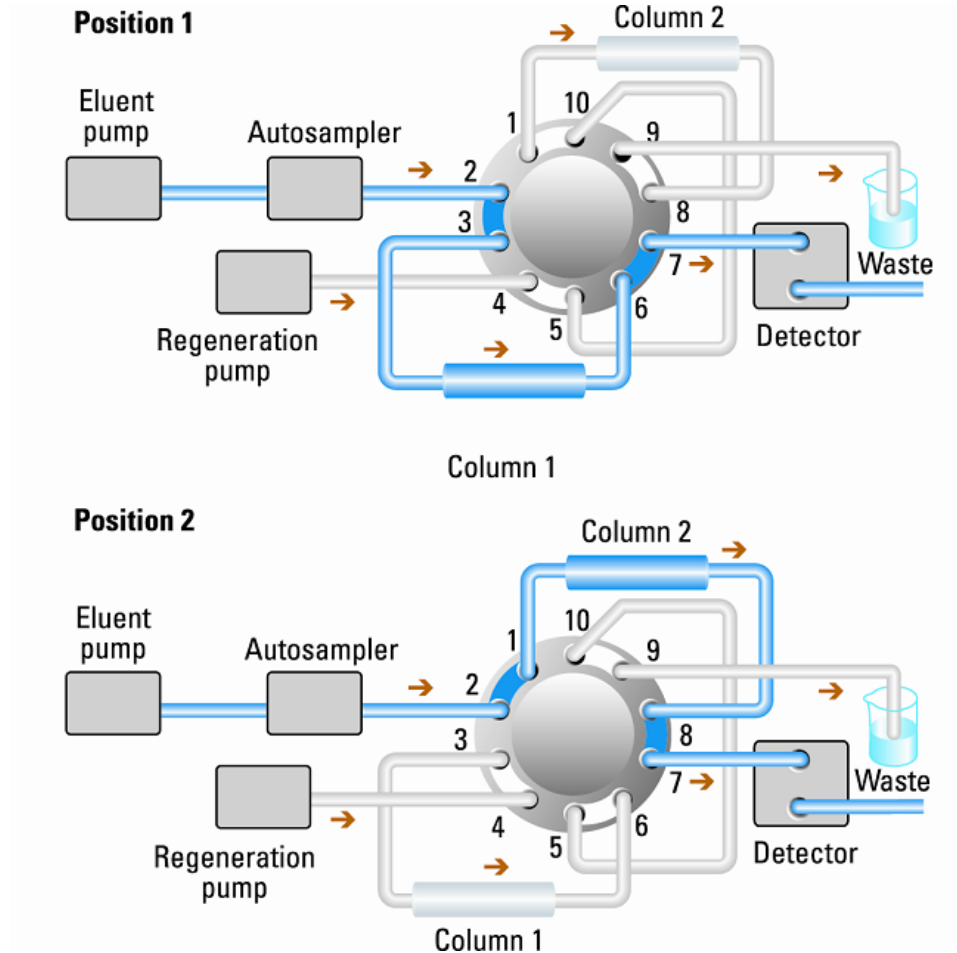 Position 1
Column 2
Eluent
pump
Autosampler
1
10
9
2
3
8
7
4
5
6
Waste
Regeneration
pump
Detector
Column 1
Position 2
Column 2
Eluent
pump
Autosampler
1
10
9
2
3
8
7
4
5
6
Waste
Regeneration
pump
Detector
Column 1